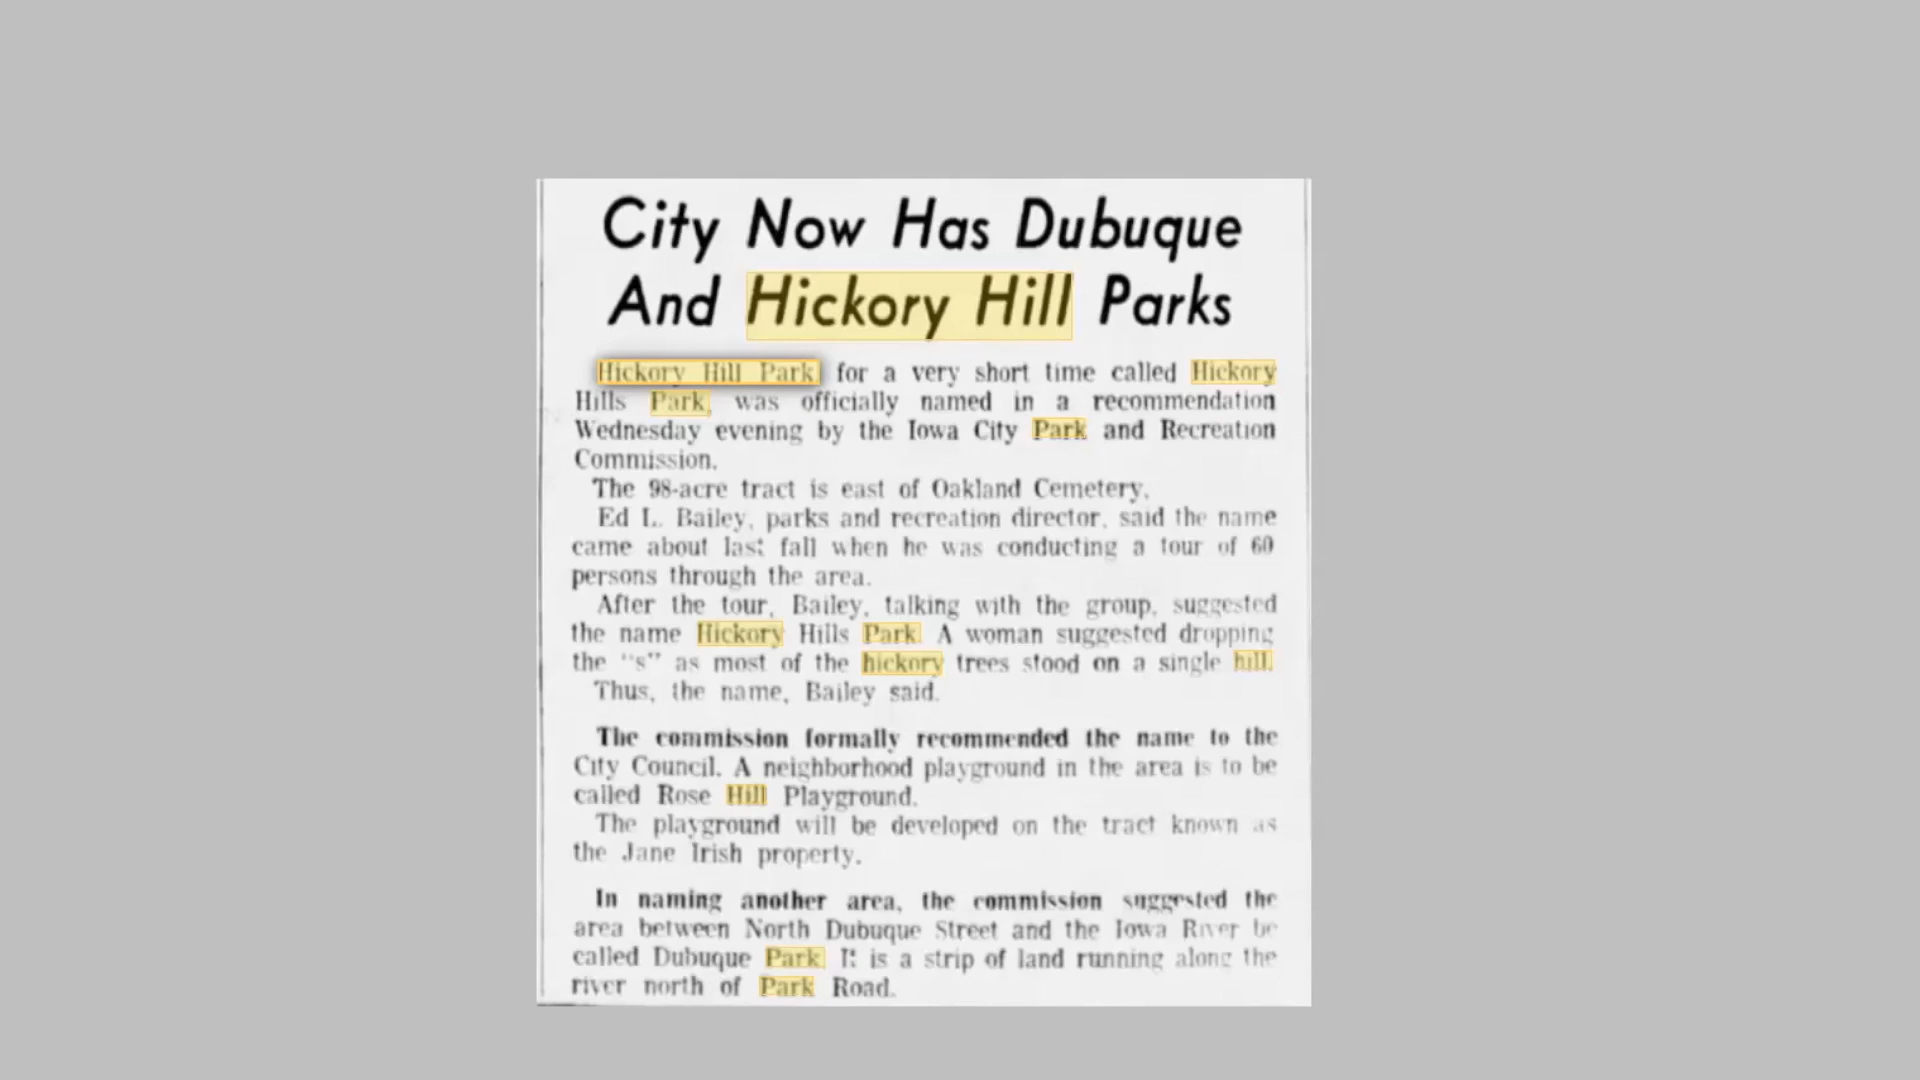 City Now Has Dubuque
And Hickory Hill Parks
Hickory Hill Park for a very short time called Hickory
Hills Park, was officially named in a recommendation
Wednesday evening by the Iowa City Park and Recreation
Commission.
The 98-acre tract is east of Oakland Cemetery.
Ed L. Bailey, parks and recreation director, said the name
came about last fall when he was conducting a tour of 60
persons through the area.
After the tour, Bailey, talking with the group, suggested
the name Hickory Hills Park. A woman suggested dropping
the "s" as most of the hickory trees stood on a single hill.
Thus, the name, Bailey said.
The commission formally recommended the name to the
City Council. A neighborhood playground in the area is to be
called Rose Hill Playground.
The playground will be developed on the tract known as
the Jane Irish property.
In naming another area, the commission suggested the
area between North Dubuque Street and the Iowa River be
called Dubuque Park. It is a strip of land running along the
river north of Park Road.